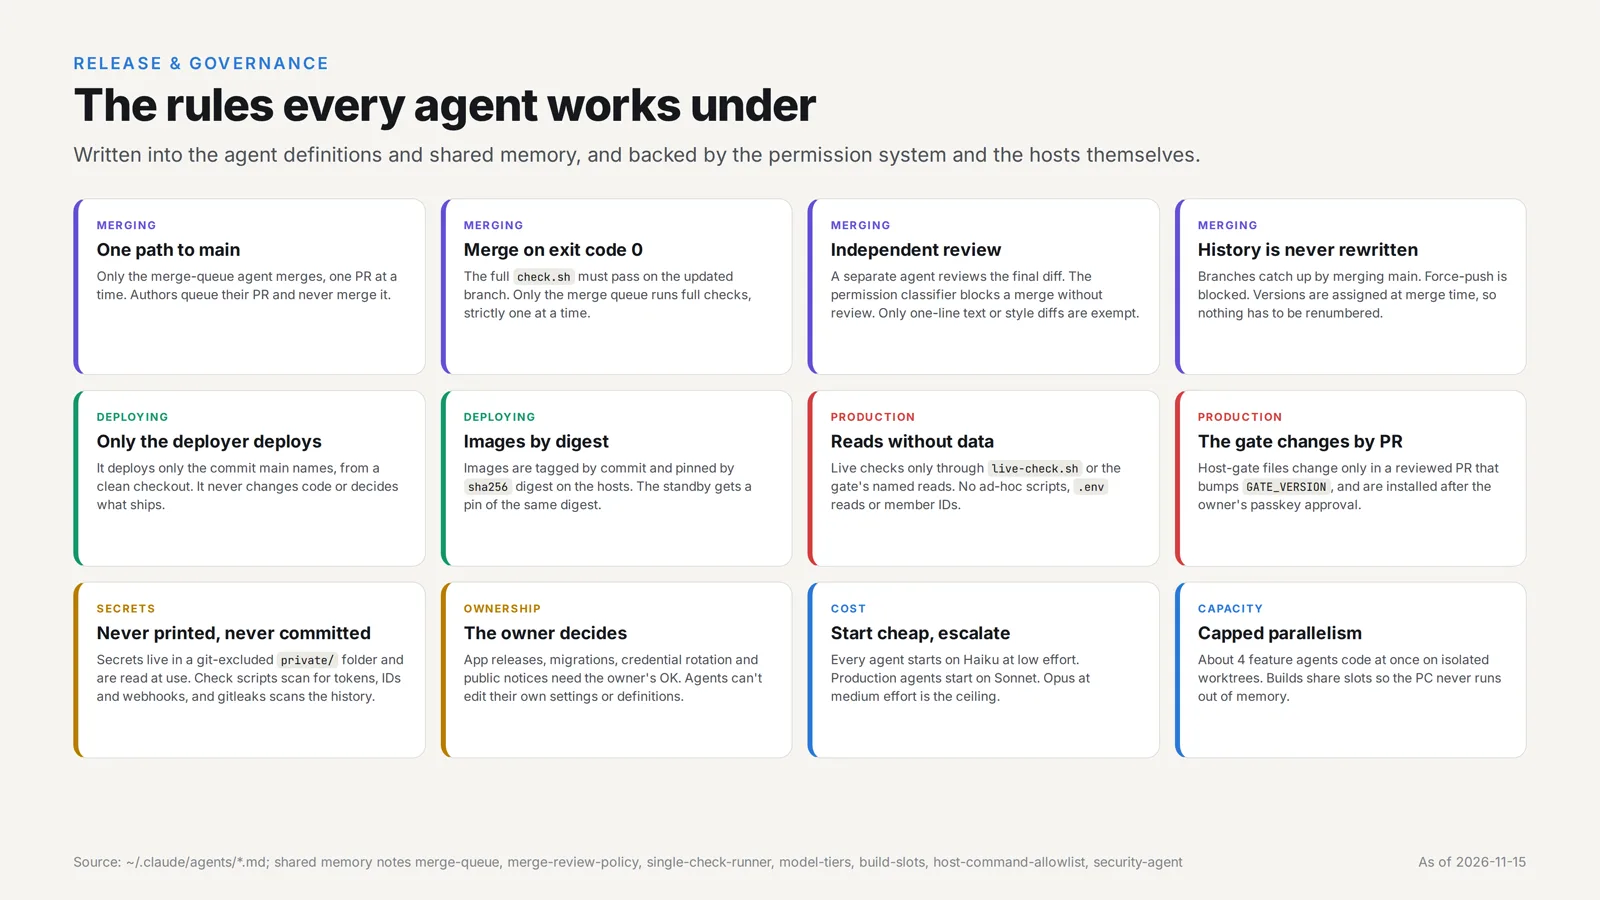 RELEASE & GOVERNANCE
The rules every agent works under
Written into the agent definitions and shared memory, and backed by the permission system and the hosts themselves.
MERGING
One path to main
Only the merge-queue agent merges, one PR at a
time. Authors queue their PR and never merge it.
MERGING
Merge on exit code 0
The full check.sh must pass on the updated
branch. Only the merge queue runs full checks,
strictly one at a time.
MERGING
Independent review
A separate agent reviews the final diff. The
permission classifier blocks a merge without
review. Only one-line text or style diffs are exempt.
MERGING
History is never rewritten
Branches catch up by merging main. Force-push is
blocked. Versions are assigned at merge time, so
nothing has to be renumbered.
DEPLOYING
Only the deployer deploys
It deploys only the commit main names, from a
clean checkout. It never changes code or decides
what ships.
DEPLOYING
Images by digest
Images are tagged by commit and pinned by
sha256 digest on the hosts. The standby gets a
pin of the same digest.
PRODUCTION
Reads without data
Live checks only through live-check.sh or the
gate's named reads. No ad-hoc scripts, .env
reads or member IDs.
PRODUCTION
The gate changes by PR
Host-gate files change only in a reviewed PR that
bumps GATE_VERSION, and are installed after the
owner's passkey approval.
SECRETS
Never printed, never committed
Secrets live in a git-excluded private/ folder and
are read at use. Check scripts scan for tokens, IDs
and webhooks, and gitleaks scans the history.
OWNERSHIP
The owner decides
App releases, migrations, credential rotation and
public notices need the owner's OK. Agents can't
edit their own settings or definitions.
COST
Start cheap, escalate
Every agent starts on Haiku at low effort.
Production agents start on Sonnet. Opus at
medium effort is the ceiling.
CAPACITY
Capped parallelism
About 4 feature agents code at once on isolated
worktrees. Builds share slots so the PC never runs
out of memory.
Source: ~/.claude/agents/*.md; shared memory notes merge-queue, merge-review-policy, single-check-runner, model-tiers, build-slots, host-command-allowlist, security-agent
As of 2026-11-15